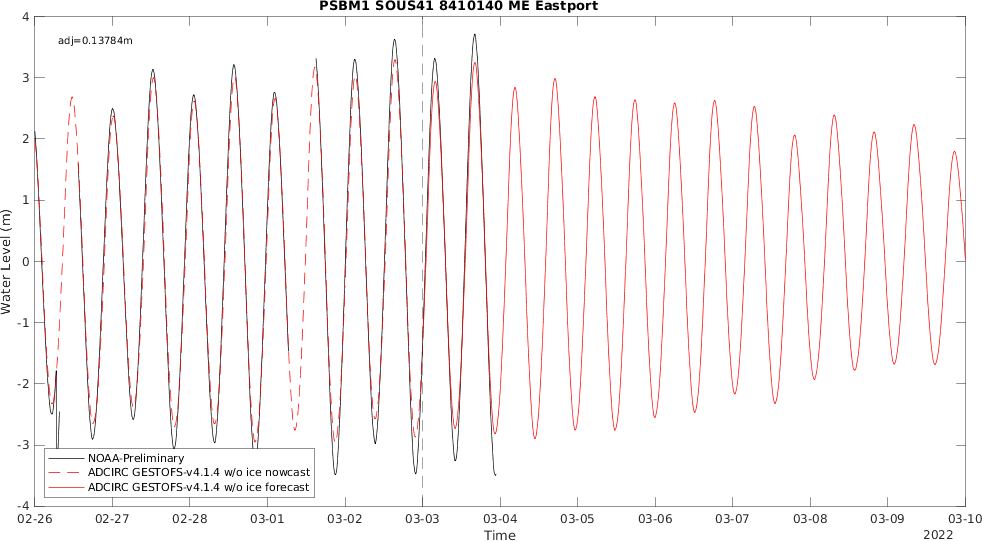 PSBM1 SOUS41 8410140 ME Eastport
adj=0.13784m
4
3
2
1
0
-1
-2
-3
-4
Water Level (m)
NOAA-Preliminary
ADCIRC GESTOFS-v4.1.4 w/o ice nowcast
ADCIRC GESTOFS-v4.1.4 w/o ice forecast
02-26 02-27 02-28 03-01 03-02 03-03 03-04 03-05 03-06 03-07 03-08 03-09 03-10
Time
2022